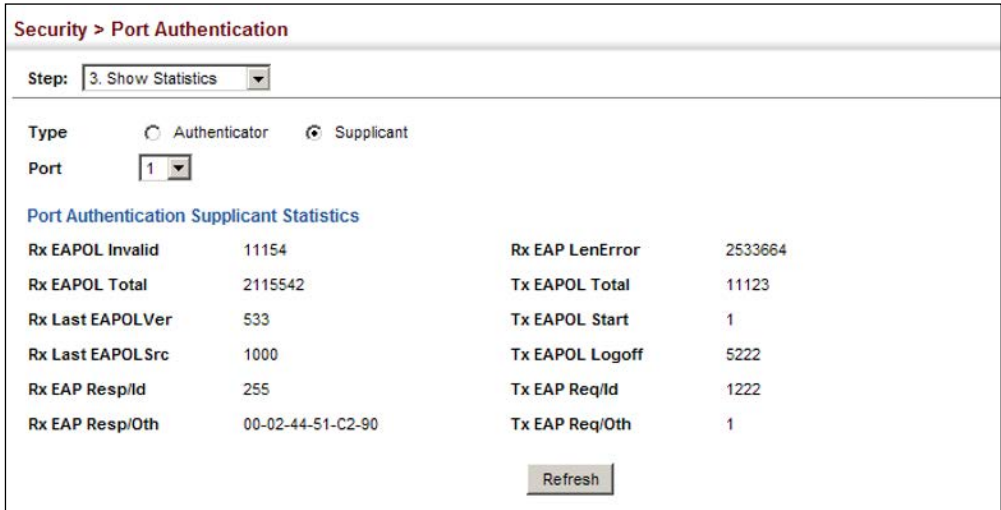 Security > Port Authentication
Step: 3. Show Statistics
Type Authenticator Supplicant
Port 1
Port Authentication Supplicant Statistics
Rx EAPOL Invalid 11154 Rx EAP LenError 2533664
Rx EAPOL Total 2115542 Tx EAPOL Total 11123
Rx Last EAPOLVer 533 Tx EAPOL Start 1
Rx Last EAPOLSrc 1000 Tx EAPOL Logoff 5222
Rx EAP Resp/Id 255 Tx EAP Req/Id 1222
Rx EAP Resp/Oth 00-02-44-51-C2-90 Tx EAP Req/Oth 1
Refresh